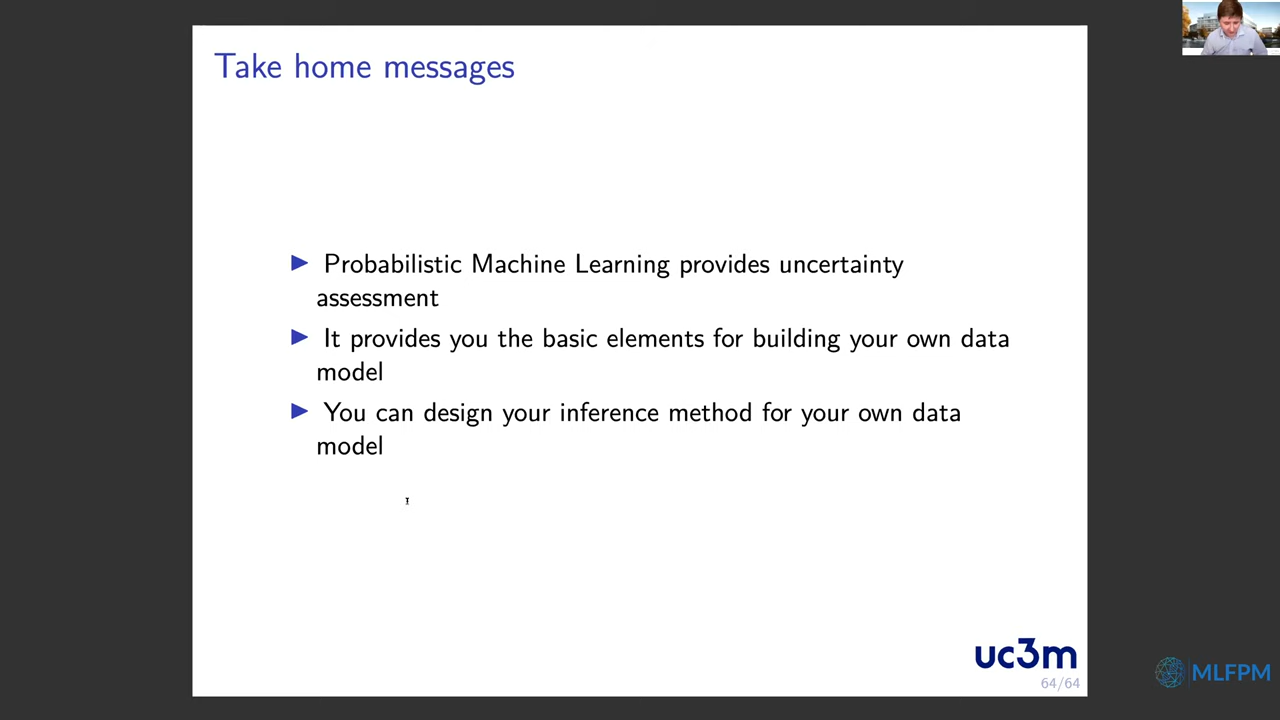 Take home messages
Probabilistic Machine Learning provides uncertainty
assessment
It provides you the basic elements for building your own data
model
You can design your inference method for your own data
model
uc3m
64/64
MLFPM